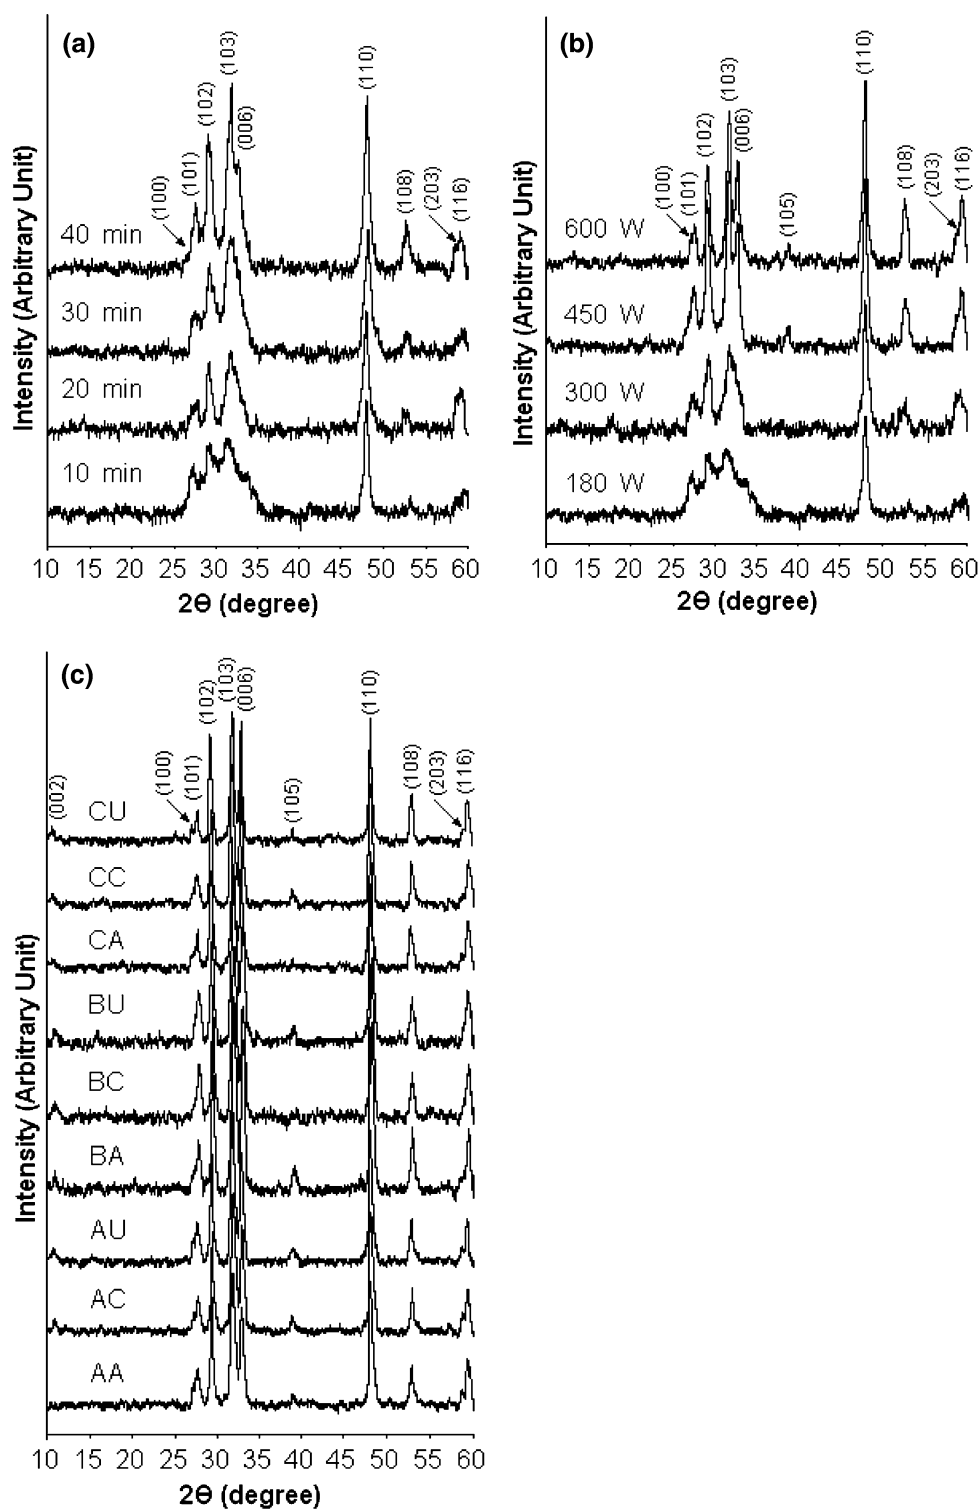 (a)
(100)
(101)
(102)
(103)
(006)
(110)
(108)
(203)
(116)
40 min
30 min
20 min
10 min
Intensity (Arbitrary Unit)
10 15 20 25 30 35 40 45 50 55 60
2Θ (degree)
(b)
(100)
(101)
(102)
(103)
(006)
(105)
(110)
(108)
(203)
(116)
600 W
450 W
300 W
180 W
Intensity (Arbitrary Unit)
10 15 20 25 30 35 40 45 50 55 60
2Θ (degree)
(c)
(002)
(100)
(101)
(102)
(103)
(006)
(105)
(110)
(108)
(203)
(116)
CU
CC
CA
BU
BC
BA
AU
AC
AA
Intensity (Arbitrary Unit)
10 15 20 25 30 35 40 45 50 55 60
2Θ (degree)